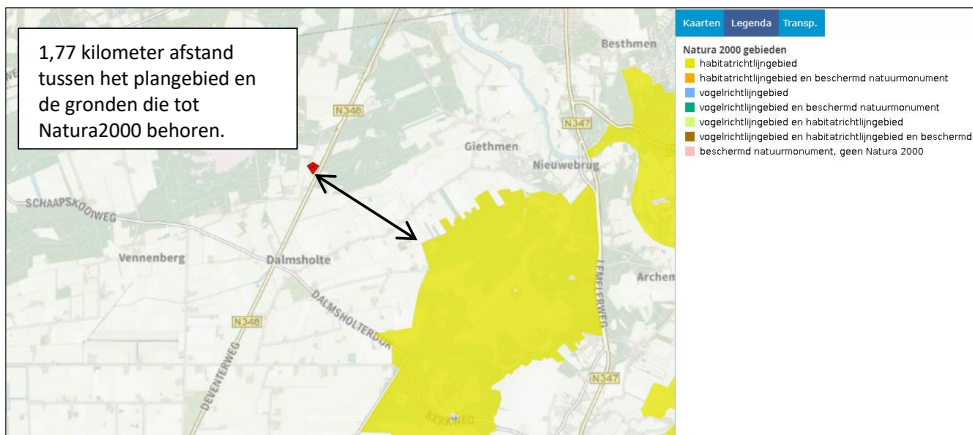 1,77 kilometer afstand
tussen het plangebied en
de gronden die tot
Natura2000 behoren.
Kaarten Legenda Transp.
Natura 2000 gebieden
habitatrichtlijngebied
habitatrichtlijngebied en beschermd natuurmonument
vogelrichtlijngebied
vogelrichtlijngebied en beschermd natuurmonument
vogelrichtlijngebied en habitatrichtlijngebied
vogelrichtlijngebied en habitatrichtlijngebied en beschermd
beschermd natuurmonument, geen Natura 2000
Besthmen
N348
N347
Giethmen
Nieuwebrug
SCHAAPSKOOIWEG
Vennenberg
Dalmsholte
Archem
LEMELERWEG
DALMSHOLTERDIJK
N348
DEVENTERWEG
N347
KERKWEG